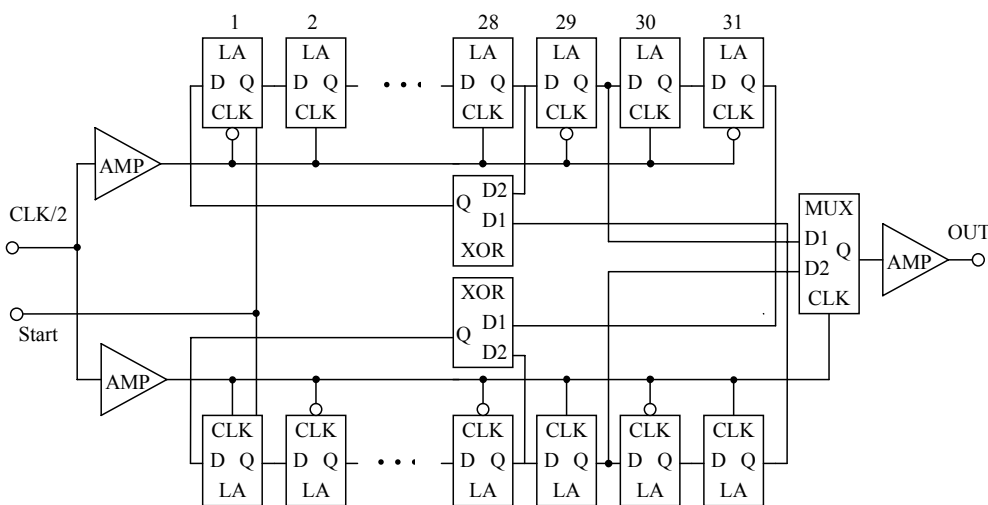 1 2 28 29 30 31
LA LA LA LA LA LA
D Q D Q • • • D Q D Q D Q D Q
CLK CLK CLK CLK CLK CLK
AMP
D2
Q
D1
XOR
CLK/2
MUX
D1
Q
D2
CLK
AMP
OUT
XOR
D1
Q
D2
Start
AMP
CLK CLK CLK CLK CLK CLK
D Q D Q • • • D Q D Q D Q D Q
LA LA LA LA LA LA